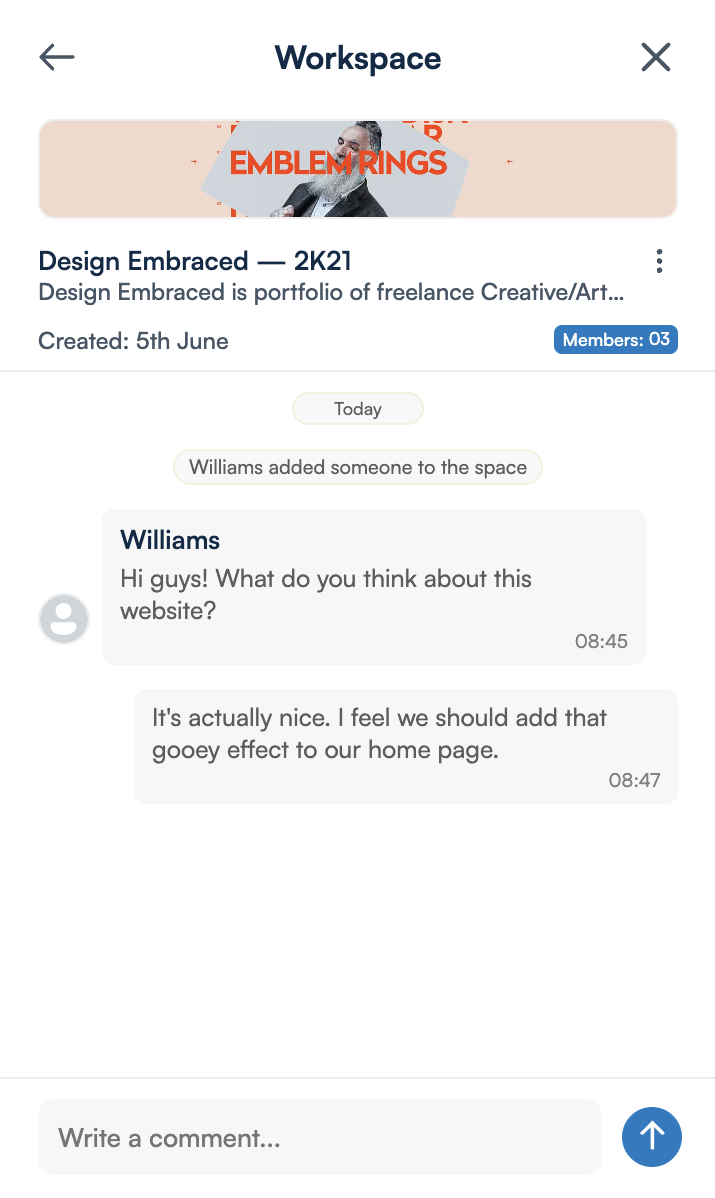 Workspace
EMBLEM RINGS
Design Embraced — 2K21
Design Embraced is portfolio of freelance Creative/Art...
Created: 5th June
Members: 03
Today
Williams added someone to the space
Williams
Hi guys! What do you think about this
website?
08:45
It's actually nice. I feel we should add that
gooey effect to our home page.
08:47
Write a comment...